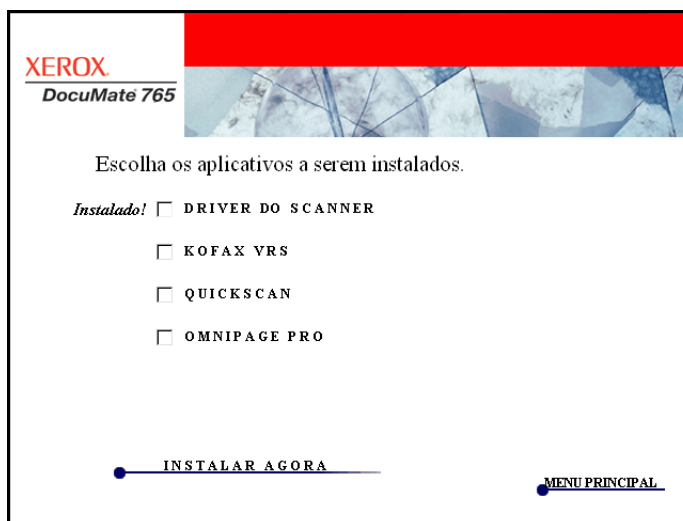 XEROX.
DocuMate 765
Escolha os aplicativos a serem instalados.
Instalado! DRIVER DO SCANNER
KOFAX VRS
QUICKSCAN
OMNIPAGE PRO
INSTALAR AGORA
MENU PRINCIPAL